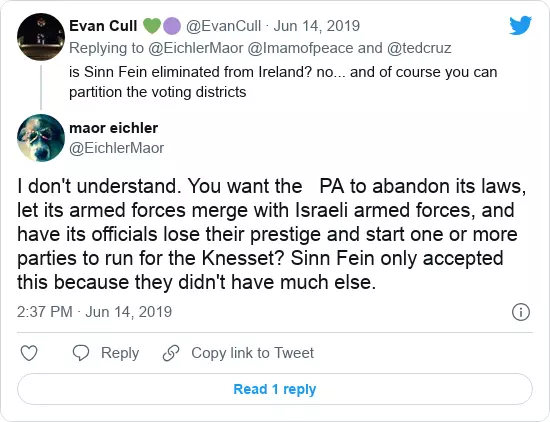 Evan Cull 💚🟣 @EvanCull · Jun 14, 2019
Replying to @EichlerMaor @Imamofpeace and @tedcruz
is Sinn Fein eliminated from Ireland? no... and of course you can
partition the voting districts
maor eichler
@EichlerMaor
I don't understand. You want the   PA to abandon its laws,
let its armed forces merge with Israeli armed forces, and
have its officials lose their prestige and start one or more
parties to run for the Knesset? Sinn Fein only accepted
this because they didn't have much else.
2:37 PM · Jun 14, 2019
Reply
Copy link to Tweet
Read 1 reply